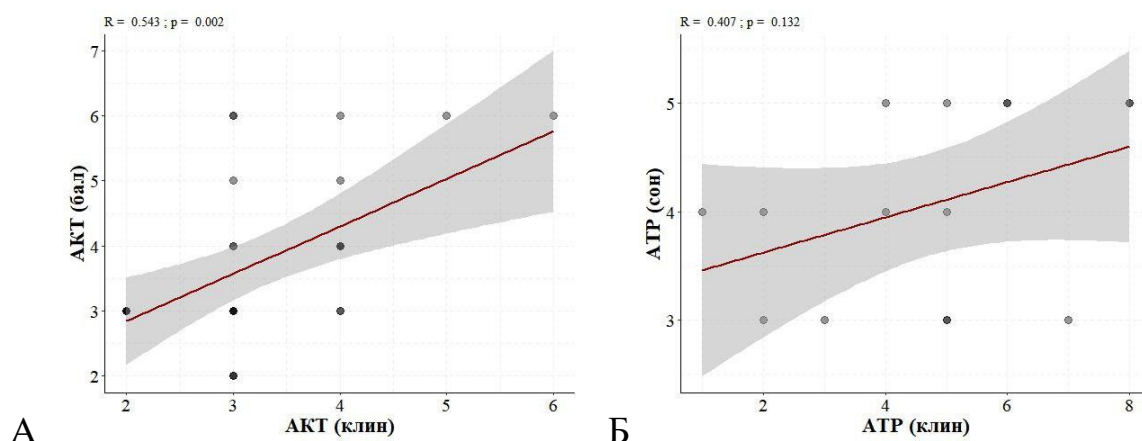 R = 0.543 ; p = 0.002
7
6
5
4
3
2
АКТ (бал)
2 3 4 5 6
АКТ (клин)
А
R = 0.407 ; p = 0.132
5
4
3
АТР (сон)
2 4 6 8
АТР (клин)
Б